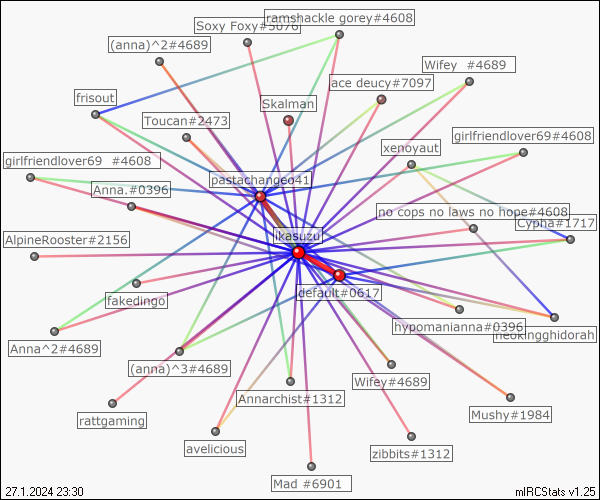 Soxy Foxy#5076
ramshackle gorey#4608
(anna)^2#4689
Wifey  #4689
ace deucy#7097
frisout
Skalman
Toucan#2473
girlfriendlover69#4608
xenoyaut
girlfriendlover69  #4608
pastachangeo41
Anna.#0396
no cops no laws no hope#4608
Cypha#1717
ikasuzu
AlpineRooster#2156
default#0617
fakedingo
hypomanianna#0396
neokingghidorah
Anna^2#4689
(anna)^3#4689
Wifey#4689
Annarchist#1312
Mushy#1984
rattgaming
avelicious
zibbits#1312
Mad #6901
27.1.2024 23:30
mIRCStats v1.25